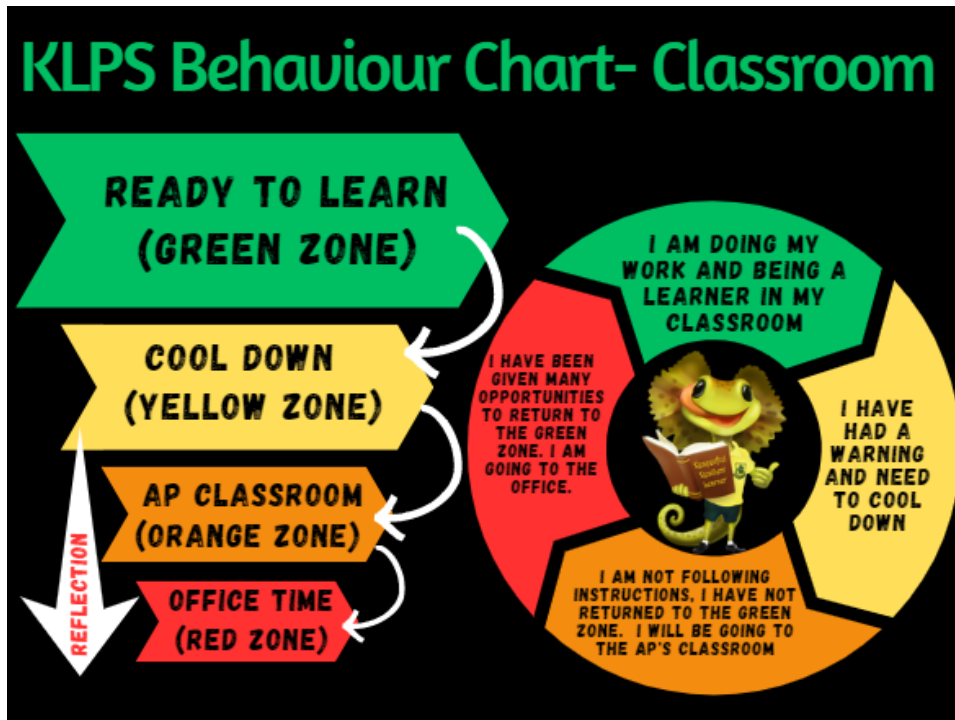 KLPS Behaviour Chart- Classroom
READY TO LEARN
(GREEN ZONE)
COOL DOWN
(YELLOW ZONE)
AP CLASSROOM
(ORANGE ZONE)
OFFICE TIME
(RED ZONE)
REFLECTION
I AM DOING MY
WORK AND BEING A
LEARNER IN MY
CLASSROOM
I HAVE
HAD A
WARNING
AND NEED
TO COOL
DOWN
I AM NOT FOLLOWING
INSTRUCTIONS, I HAVE NOT
RETURNED TO THE GREEN
ZONE. I WILL BE GOING TO
THE AP'S CLASSROOM
I HAVE BEEN
GIVEN MANY
OPPORTUNITIES
TO RETURN TO
THE GREEN
ZONE. I AM
GOING TO THE
OFFICE.
Respectful
Resilient
Learner